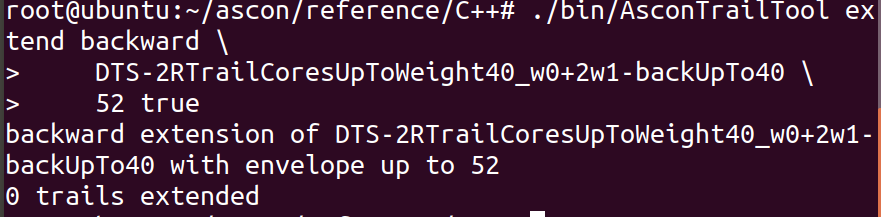 root@ubuntu:~/ascon/reference/C++# ./bin/AsconTrailTool ex
tend backward \
>     DTS-2RTrailCoresUpToWeight40_w0+2w1-backUpTo40 \
>     52 true
backward extension of DTS-2RTrailCoresUpToWeight40_w0+2w1-
backUpTo40 with envelope up to 52
0 trails extended